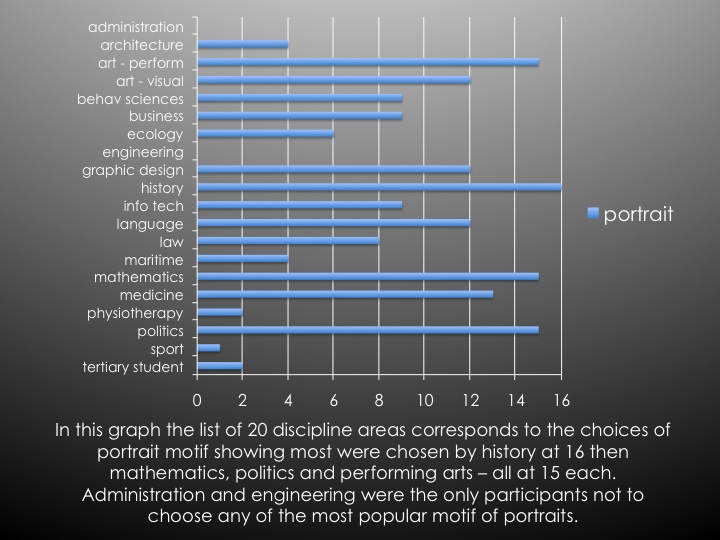 administration
architecture
art - perform
art - visual
behav sciences
business
ecology
engineering
graphic design
history
info tech
language
law
maritime
mathematics
medicine
physiotherapy
politics
sport
tertiary student
0 2 4 6 8 10 12 14 16
portrait
In this graph the list of 20 discipline areas corresponds to the choices of
portrait motif showing most were chosen by history at 16 then
mathematics, politics and performing arts – all at 15 each.
Administration and engineering were the only participants not to
choose any of the most popular motif of portraits.